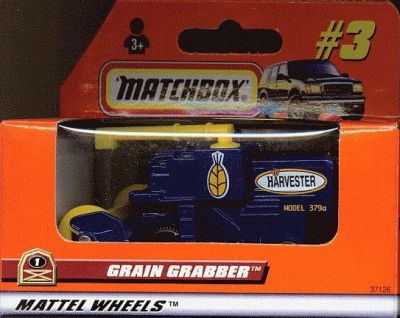 3+
#3
MATCHBOX®
HARVESTER
MODEL 379a
1
GRAIN GRABBER™
37126
MATTEL WHEELS™